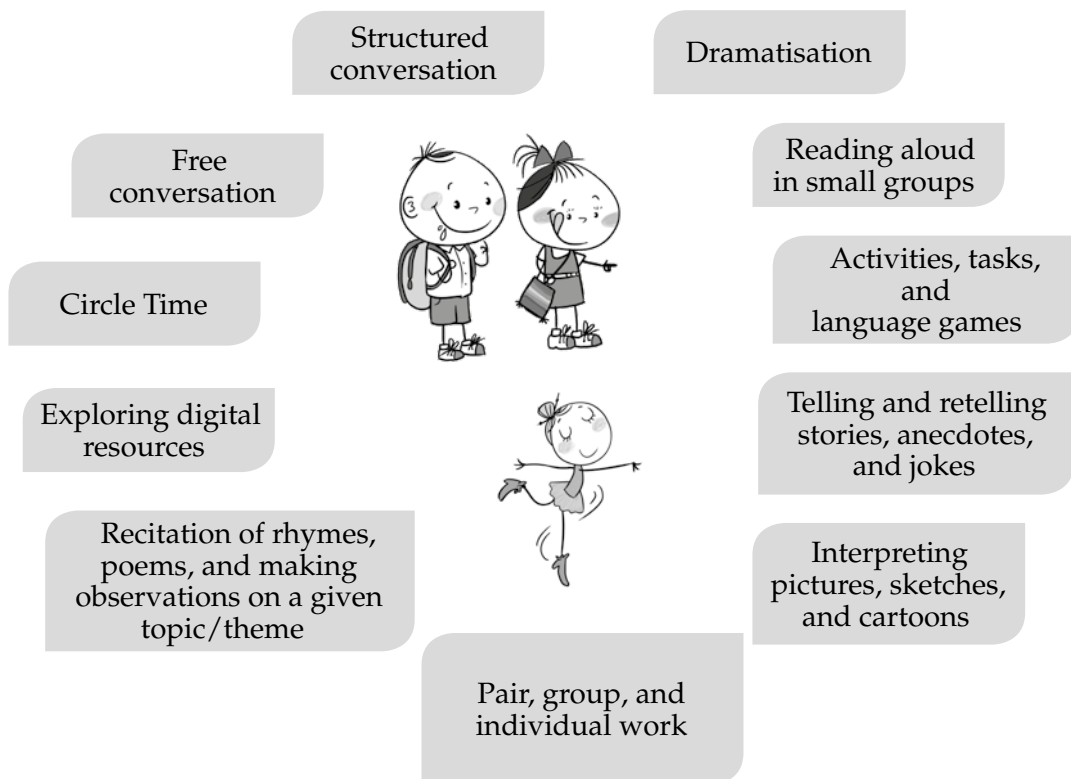 Structured
conversation
Dramatisation
Free
conversation
Reading aloud
in small groups
Circle Time
Activities, tasks,
and
language games
Exploring digital
resources
Telling and retelling
stories, anecdotes,
and jokes
Recitation of rhymes,
poems, and making
observations on a given
topic/theme
Interpreting
pictures, sketches,
and cartoons
Pair, group, and
individual work